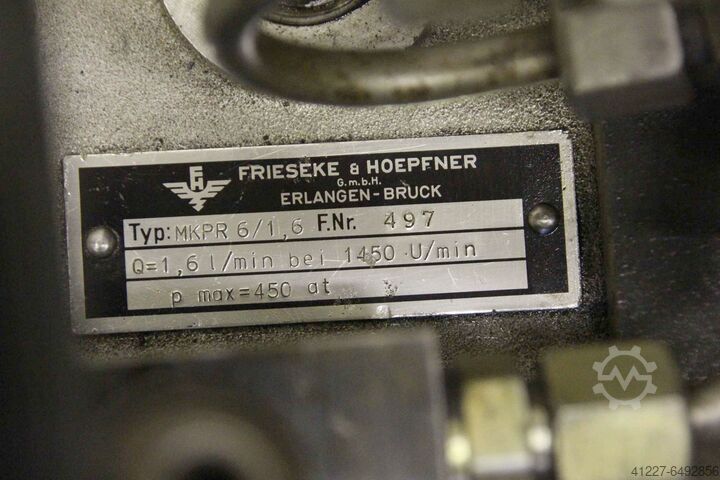 FH
FRIESEKE & HOEPFNER
G.m.b.H.
ERLANGEN-BRUCK
Typ: MKPR 6/1,6 F.Nr. 497
Q=1,6 l/min bei 1450 U/min
p max=450 at
41227-6492856